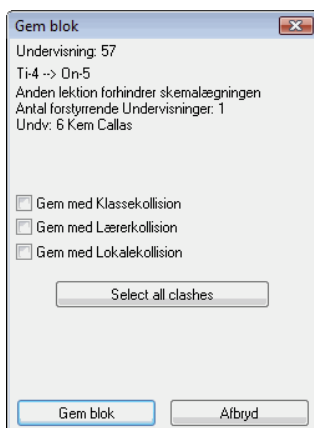 Gem blok
Undervisning: 57
Ti-4 --> On-5
Anden lektion forhindrer skemalægningen
Antal forstyrrende Undervisninger: 1
Undv: 6 Kem Callas
Gem med Klassekollision
Gem med Lærerkollision
Gem med Lokalekollision
Select all clashes
Gem blok
Afbryd